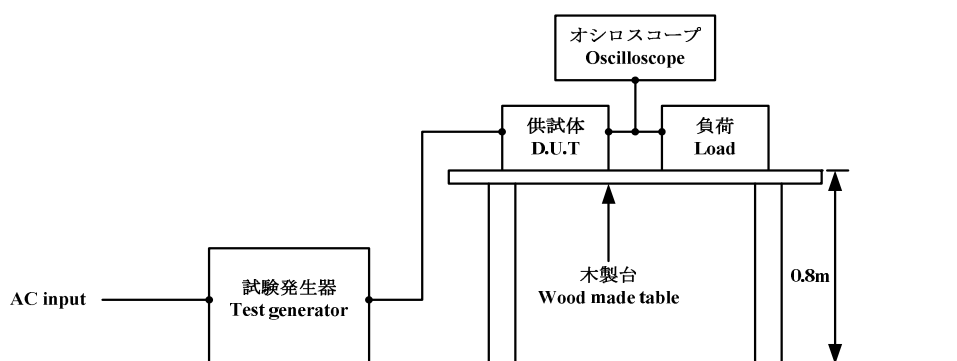 オシロスコープ
Oscilloscope
供試体
D.U.T
負荷
Load
AC input
試験発生器
Test generator
木製台
Wood made table
0.8m